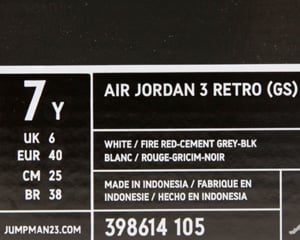 7 Y
AIR JORDAN 3 RETRO (GS)
UK 6
EUR 40
CM 25
BR 38
WHITE / FIRE RED-CEMENT GREY-BLK
BLANC / ROUGE-GRICIM-NOIR
MADE IN INDONESIA / FABRIQUE EN
INDONESIE / HECHO EN INDONESIA
JUMPMAN23.COM
398614 105